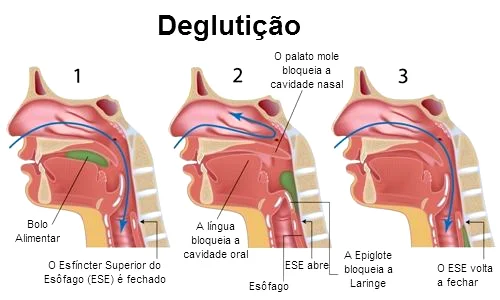 Deglutição
1
2
3
O palato mole
bloqueia a
cavidade nasal
Bolo
Alimentar
O Esfíncter Superior do
Esôfago (ESE) é fechado
A língua
bloqueia a
cavidade oral
Esôfago
ESE abre
A Epiglote
bloqueia a
Laringe
O ESE volta
a fechar